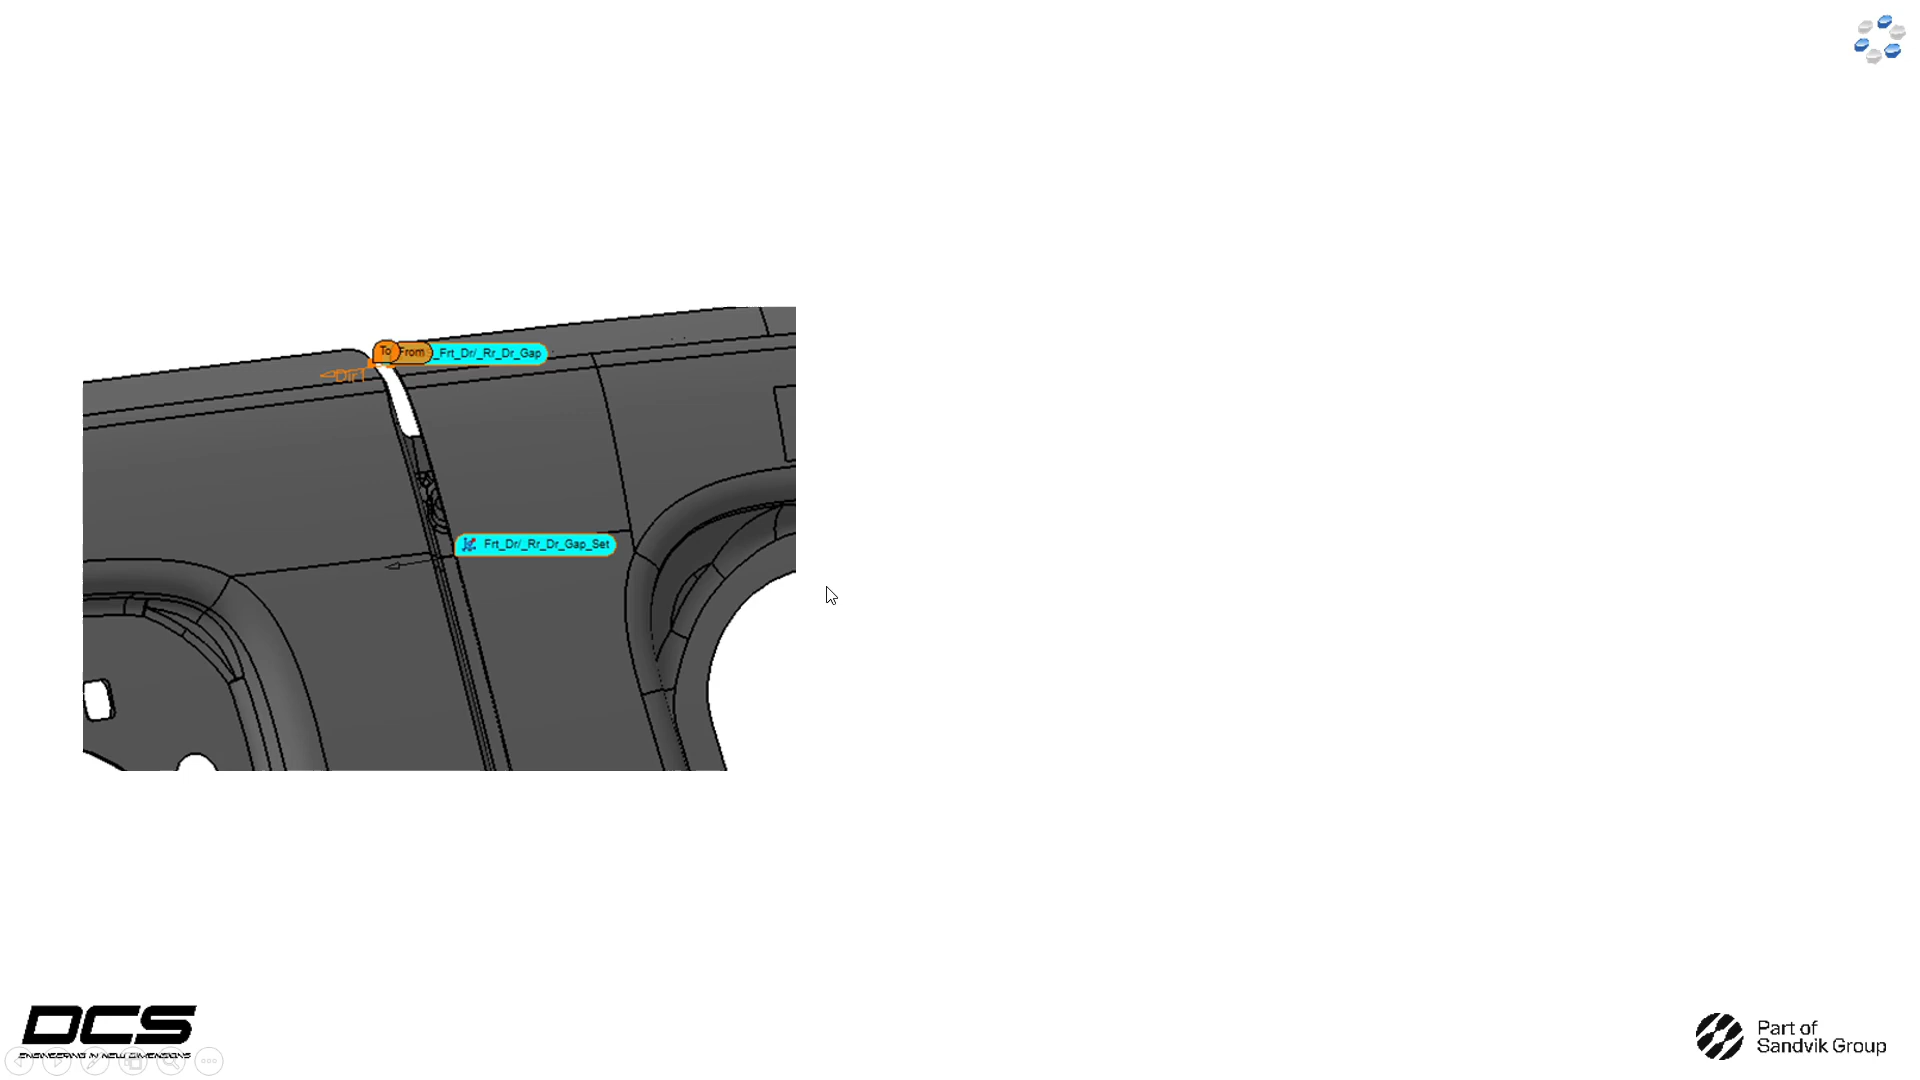 To
From
_Frt_Dr/_Rr_Dr_Gap
Dir1
Frt_Dr/_Rr_Dr_Gap_Set
DCS
ENGINEERING IN NEW DIMENSIONS
Part of
Sandvik Group